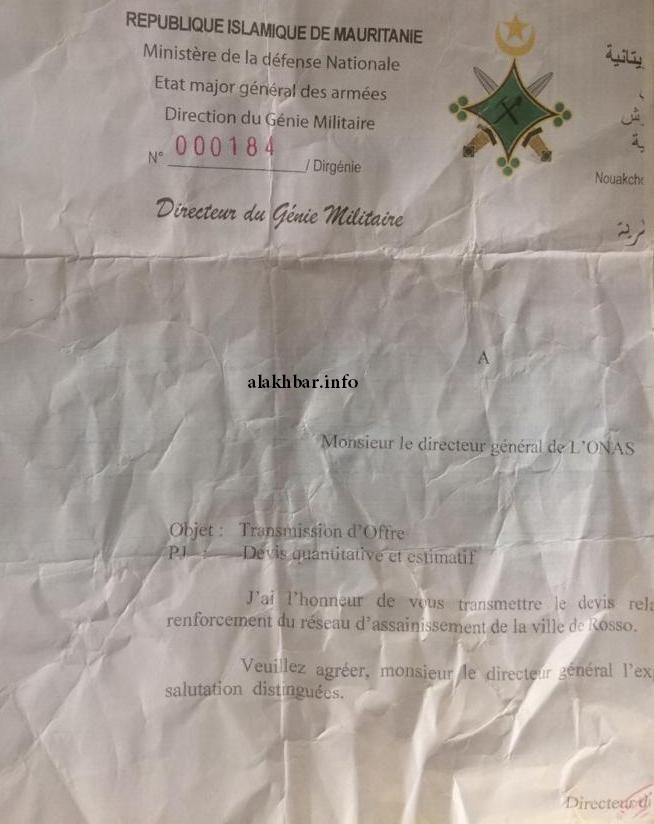 REPUBLIQUE ISLAMIQUE DE MAURITANIE
Ministère de la défense Nationale
Etat major général des armées
Direction du Génie Militaire
N° 000184 / Dirgénie
Directeur du Génie Militaire
Nouakch
A
alakhbar.info
Monsieur le directeur général de L'ONAS
Objet : Transmission d'Offre
PJ : Devis quantitative et estimatif
J'ai l'honneur de vous transmettre le devis rel
renforcement du réseau d'assainissement de la ville de Rosso.
Veuillez agréer, monsieur le directeur général l'ex
salutation distinguées.
Directeur d